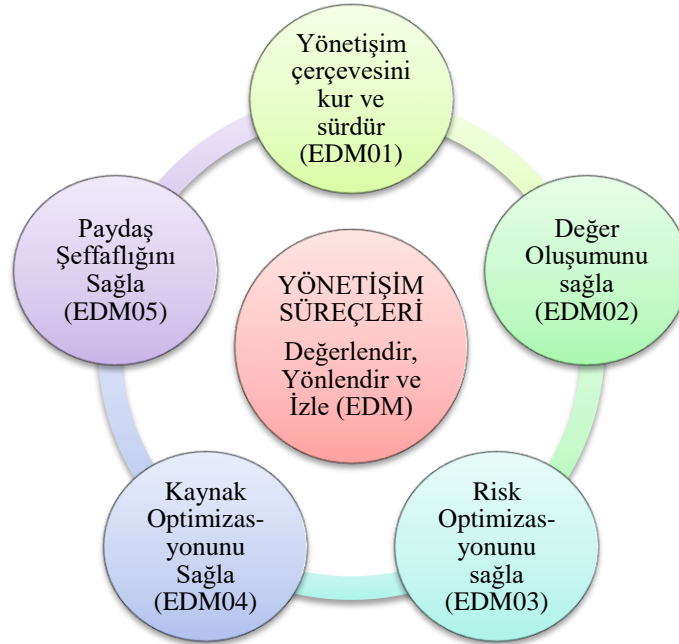 Yönetişim
çerçevesini
kur ve
sürdür
(EDM01)
Değer
Oluşumunu
sağla
(EDM02)
Risk
Optimizas-
yonunu
sağla
(EDM03)
Kaynak
Optimizas-
yonunu
Sağla
(EDM04)
Paydaş
Şeffaflığını
Sağla
(EDM05)
YÖNETİŞİM
SÜREÇLERİ
Değerlendir,
Yönlendir ve
İzle (EDM)